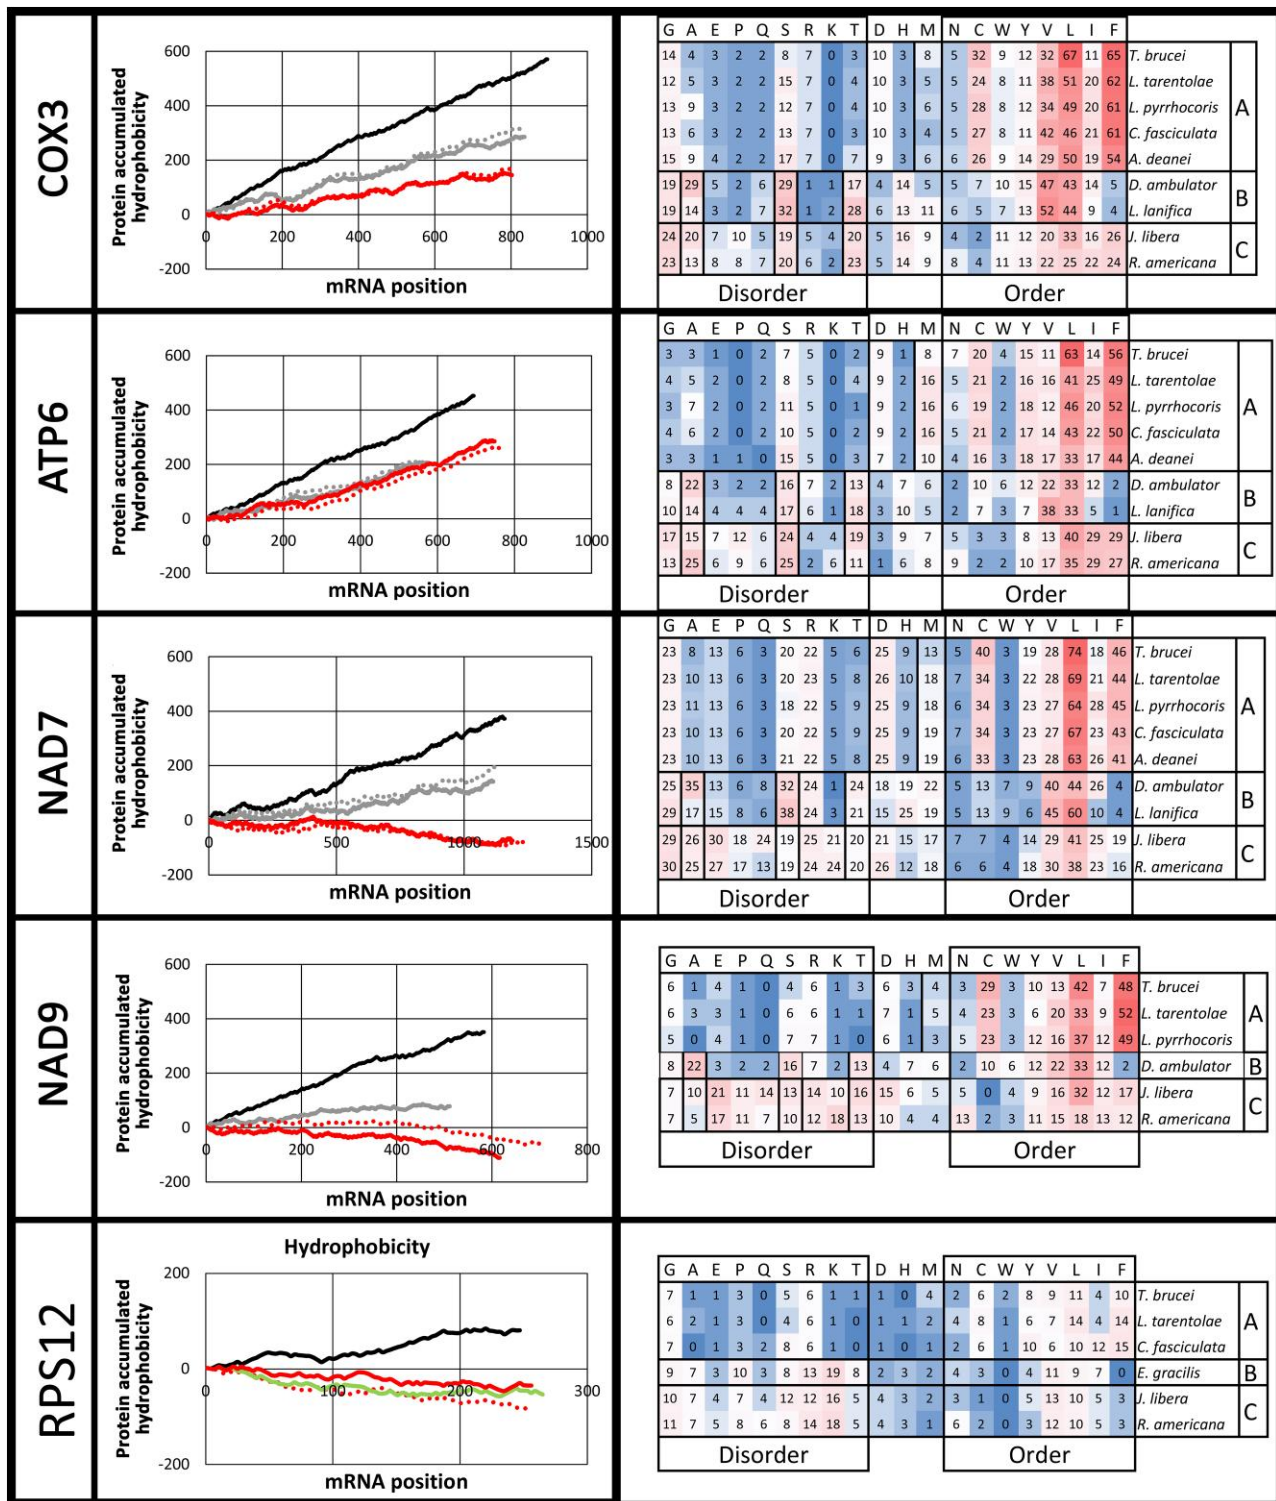 COX3
Protein accumulated
hydrophobicity
600
400
200
0
-200
0 200 400 600 800 1000
mRNA position
G A E P Q S R K T D H M N C W Y V L I F
14 4 3 2 2 8 7 0 3 10 3 8 5 32 9 12 32 67 11 65 T. brucei
12 5 3 2 2 15 7 0 4 10 3 5 5 24 8 11 38 51 20 62 L. tarentolae
13 9 3 2 2 12 7 0 4 10 3 6 5 28 8 12 34 49 20 61 L. pyrrhocoris
13 6 3 2 2 13 7 0 3 10 3 4 5 27 8 11 42 46 21 61 C. fasciculata
15 9 4 2 2 17 7 0 7 9 3 6 6 26 9 14 29 50 19 54 A. deanei
A
19 29 5 2 6 29 1 1 17 4 14 5 5 7 10 15 47 43 14 5 D. ambulator
19 14 3 2 7 32 1 2 28 6 13 11 6 5 7 13 52 44 9 4 L. lanifica
B
24 20 7 10 5 19 5 4 20 5 16 9 4 2 11 12 20 33 16 26 J. libera
23 13 8 8 7 20 6 2 23 5 14 9 8 4 11 13 22 25 22 24 R. americana
C
Disorder Order
ATP6
Protein accumulated
hydrophobicity
600
400
200
0
-200
0 200 400 600 800 1000
mRNA position
G A E P Q S R K T D H M N C W Y V L I F
3 3 1 0 2 7 5 0 2 9 1 8 7 20 4 15 11 63 14 56 T. brucei
4 5 2 0 2 8 5 0 4 9 2 16 5 21 2 16 16 41 25 49 L. tarentolae
3 7 2 0 2 11 5 0 1 9 2 16 6 19 2 18 12 46 20 52 L. pyrrhocoris
4 6 2 0 2 10 5 0 2 9 2 16 5 21 2 17 14 43 22 50 C. fasciculata
3 3 1 1 0 15 5 0 3 7 2 10 4 16 3 18 17 33 17 44 A. deanei
A
8 22 3 2 2 16 7 2 13 4 7 6 2 10 6 12 22 33 12 2 D. ambulator
10 14 4 4 4 17 6 1 18 3 10 5 2 7 3 7 38 33 5 1 L. lanifica
B
17 15 7 12 6 24 4 4 19 3 9 7 5 3 3 8 13 40 29 29 J. libera
13 25 6 9 6 25 2 6 11 1 6 8 9 2 2 10 17 35 29 27 R. americana
C
Disorder Order
NAD7
Protein accumulated
hydrophobicity
600
400
200
0
-200
0 500 1000 1500
mRNA position
G A E P Q S R K T D H M N C W Y V L I F
23 8 13 6 3 20 22 5 6 25 9 13 5 40 3 19 28 74 18 46 T. brucei
23 10 13 6 3 20 23 5 8 26 10 18 7 34 3 22 28 69 21 44 L. tarentolae
23 11 13 6 3 18 22 5 9 25 9 18 6 34 3 23 27 64 28 45 L. pyrrhocoris
23 10 13 6 3 22 22 5 9 25 9 19 7 34 3 23 27 67 23 43 C. fasciculata
23 10 13 6 3 21 22 5 8 25 9 19 6 33 3 23 28 63 26 41 A. deanei
A
25 35 13 6 8 32 24 1 24 18 19 22 5 13 7 9 40 44 26 4 D. ambulator
29 17 15 8 6 38 24 3 21 15 25 19 5 13 9 6 45 60 10 4 L. lanifica
B
29 26 30 18 24 19 25 21 20 21 15 17 7 7 4 14 29 41 25 19 J. libera
30 25 27 17 13 19 24 24 20 26 12 18 6 6 4 18 30 38 23 16 R. americana
C
Disorder Order
NAD9
Protein accumulated
hydrophobicity
600
400
200
0
-200
0 200 400 600 800
mRNA position
G A E P Q S R K T D H M N C W Y V L I F
6 1 4 1 0 4 6 1 3 6 3 4 3 29 3 10 13 42 7 48 T. brucei
6 3 3 1 0 6 6 1 1 7 1 5 4 23 3 6 20 33 9 52 L. tarentolae
5 0 4 1 0 7 7 1 0 6 1 3 5 23 3 12 16 37 12 49 L. pyrrhocoris
A
8 22 3 2 2 16 7 2 13 4 7 6 2 10 6 12 22 33 12 2 D. ambulator
B
7 10 21 11 14 13 14 10 16 15 6 5 5 0 4 9 16 32 12 17 J. libera
7 5 17 11 7 10 12 18 13 10 4 4 13 2 3 11 15 18 13 12 R. americana
C
Disorder Order
RPS12
Hydrophobicity
Protein accumulated
hydrophobicity
200
100
0
-200
0 100 200 300
mRNA position
G A E P Q S R K T D H M N C W Y V L I F
7 1 1 3 0 5 6 1 1 1 0 4 2 6 2 8 9 11 4 10 T. brucei
6 2 1 3 0 4 6 1 0 1 1 2 4 8 1 6 7 14 4 14 L. tarentolae
7 0 1 3 2 8 6 1 0 1 0 1 2 6 1 10 6 10 12 15 C. fasciculata
A
9 7 3 10 3 8 13 19 8 2 3 2 4 3 0 4 11 9 7 0 E. gracilis
B
10 7 4 7 4 12 12 16 5 4 3 2 3 1 0 5 13 10 5 3 J. libera
11 7 5 8 6 8 14 18 5 4 3 1 6 2 0 3 12 10 5 3 R. americana
C
Disorder Order